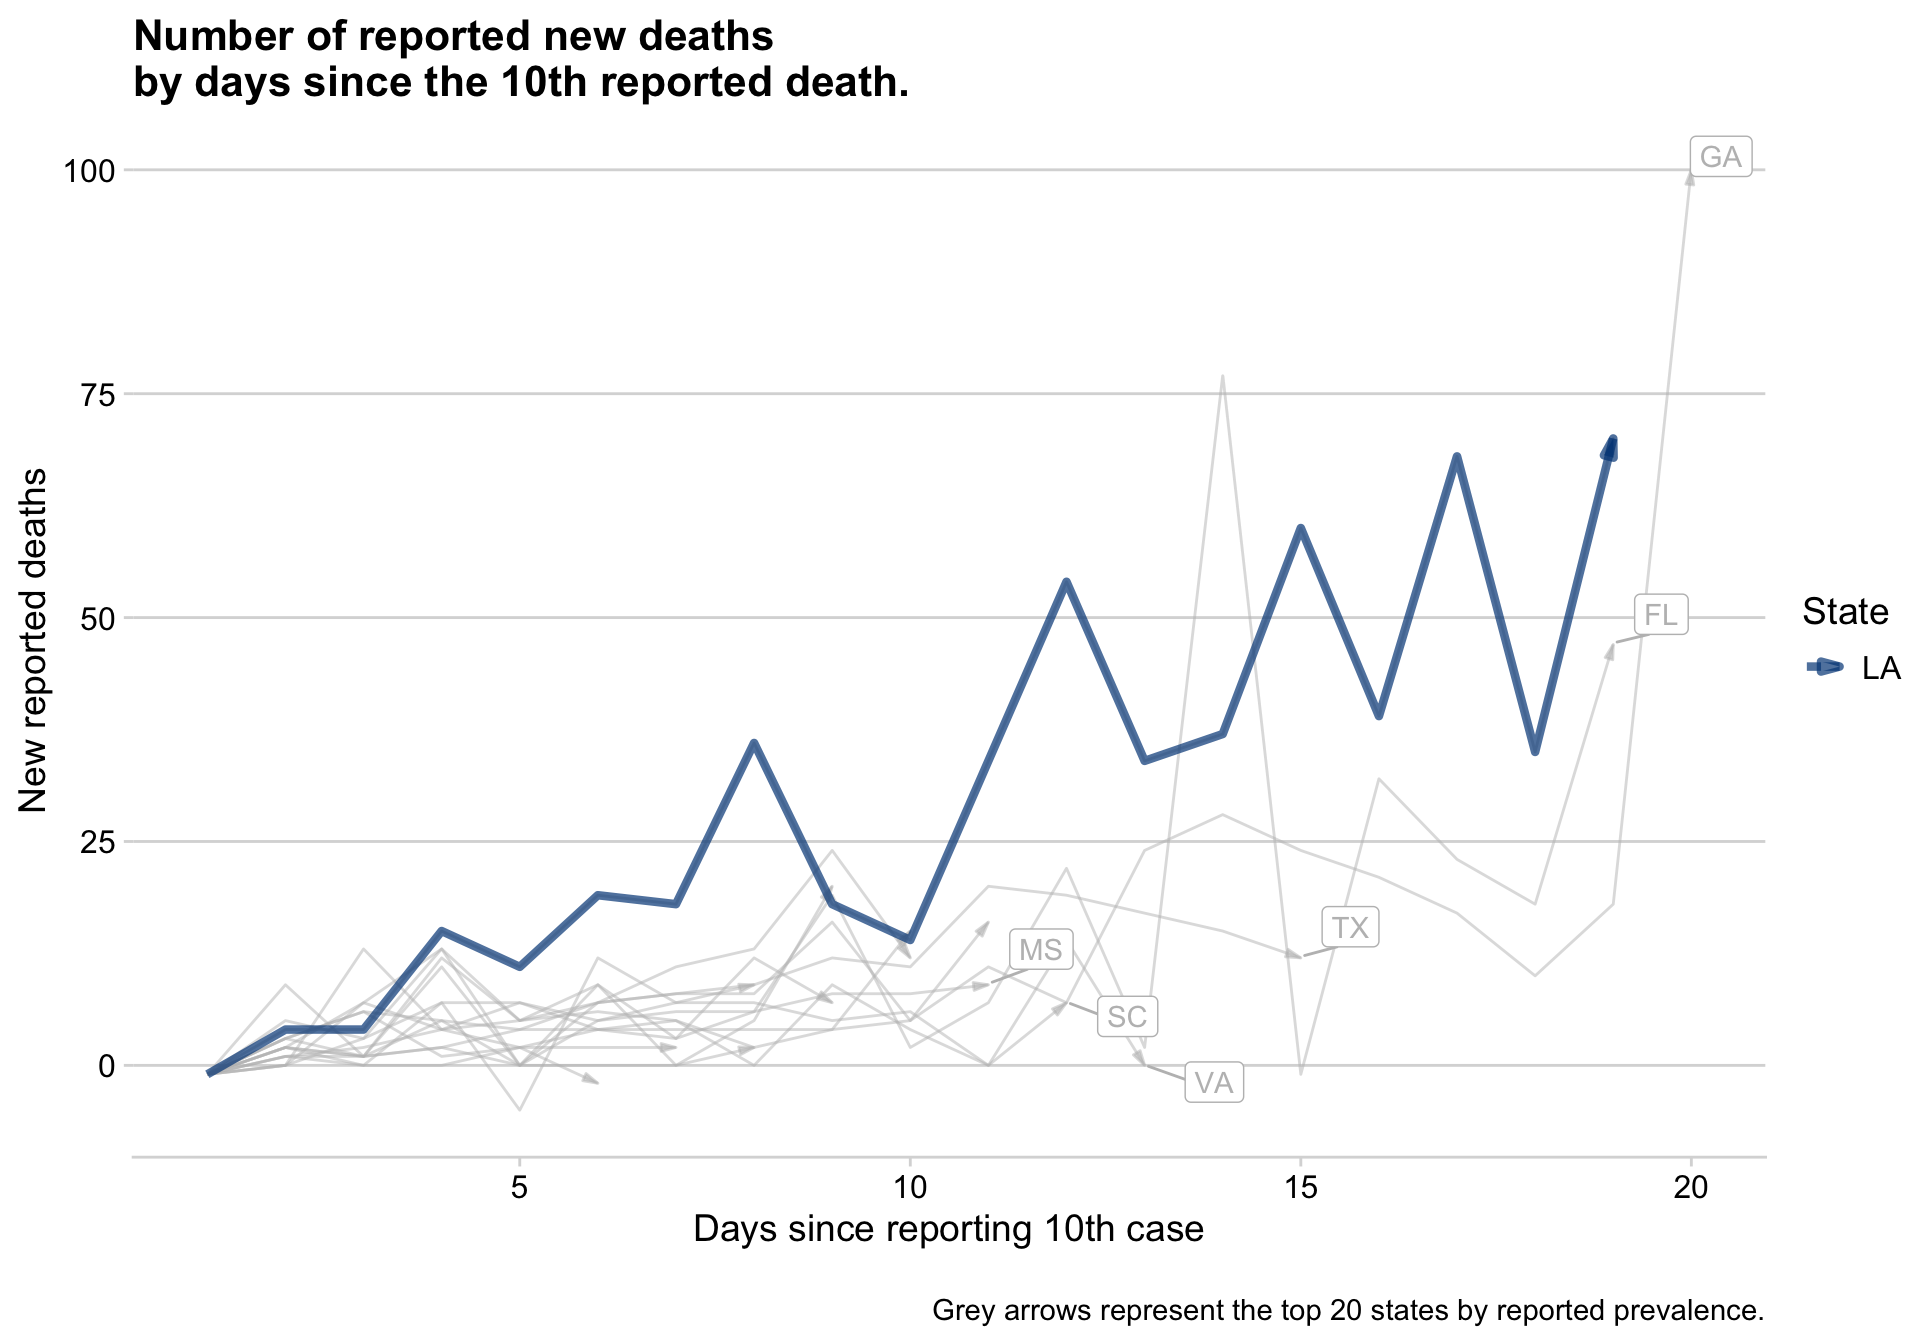 Number of reported new deaths
by days since the 10th reported death.
New reported deaths
100
75
50
25
0
GA
FL
TX
MS
SC
VA
State
LA
5
10
15
20
Days since reporting 10th case
Grey arrows represent the top 20 states by reported prevalence.